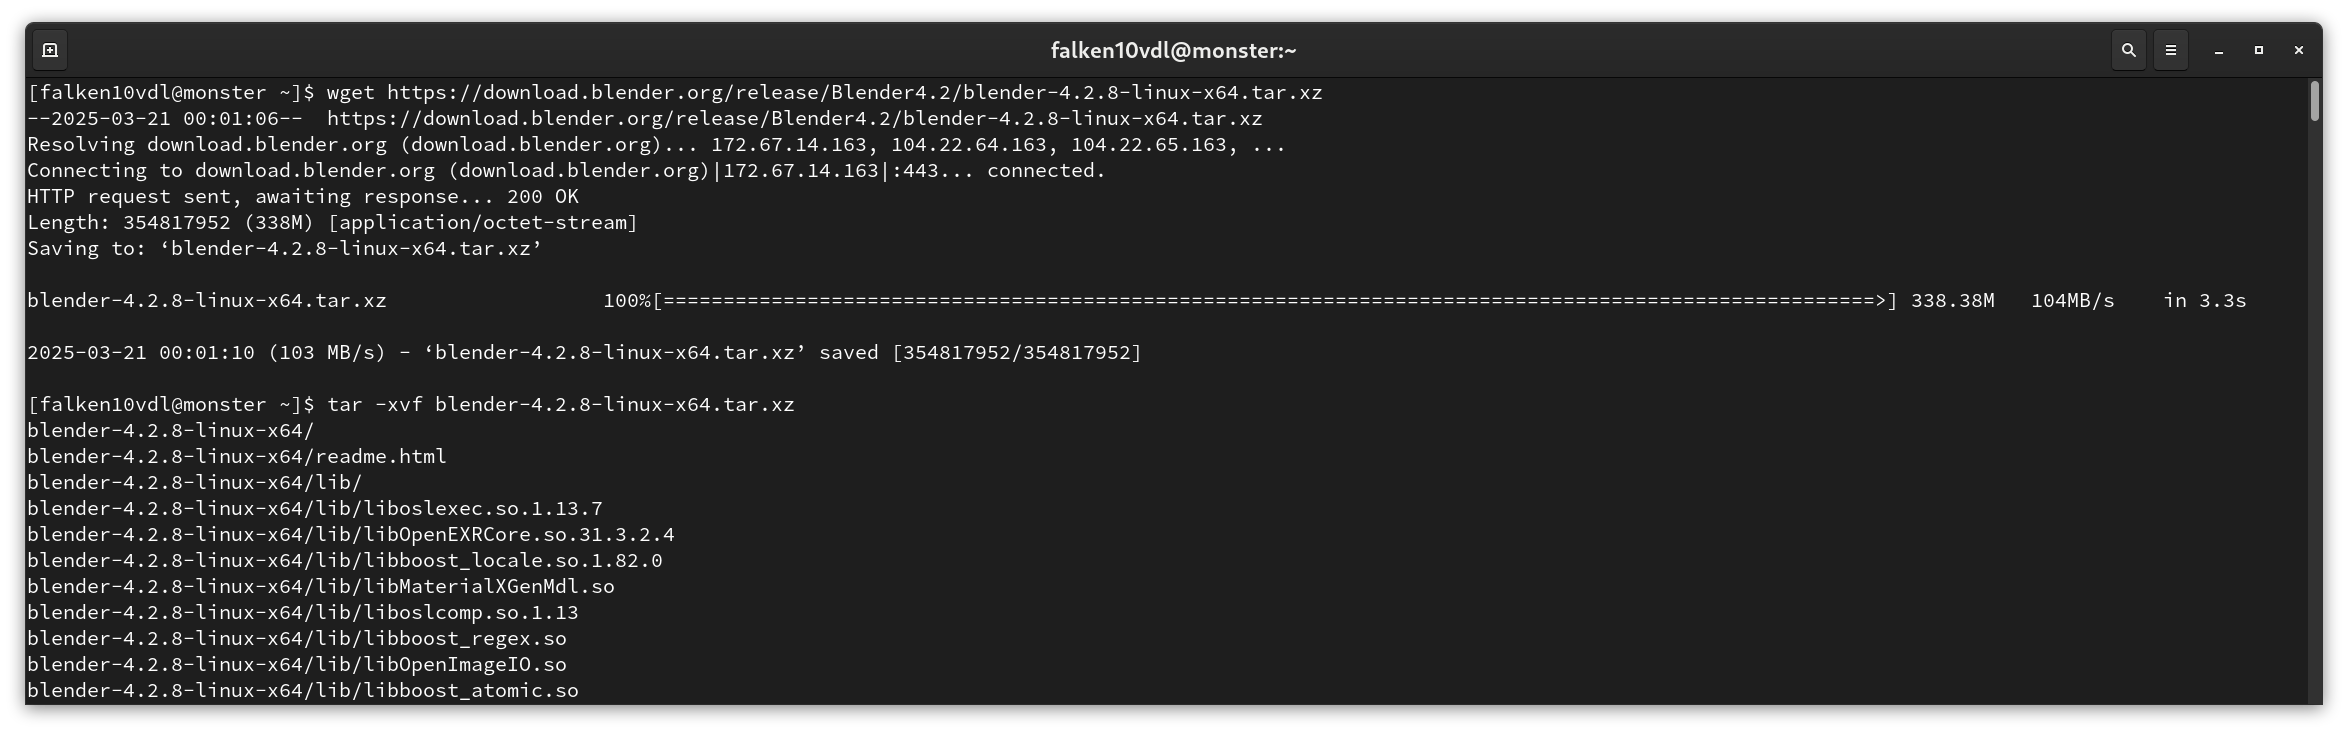 falken10vdl@monster:~
[falken10vdl@monster ~]$ wget https://download.blender.org/release/Blender4.2/blender-4.2.8-linux-x64.tar.xz
--2025-03-21 00:01:06--  https://download.blender.org/release/Blender4.2/blender-4.2.8-linux-x64.tar.xz
Resolving download.blender.org (download.blender.org)... 172.67.14.163, 104.22.64.163, 104.22.65.163, ...
Connecting to download.blender.org (download.blender.org)|172.67.14.163|:443... connected.
HTTP request sent, awaiting response... 200 OK
Length: 354817952 (338M) [application/octet-stream]
Saving to: ‘blender-4.2.8-linux-x64.tar.xz’
blender-4.2.8-linux-x64.tar.xz                  100%[=====================================================================================================>] 338.38M   104MB/s    in 3.3s
2025-03-21 00:01:10 (103 MB/s) - ‘blender-4.2.8-linux-x64.tar.xz’ saved [354817952/354817952]
[falken10vdl@monster ~]$ tar -xvf blender-4.2.8-linux-x64.tar.xz
blender-4.2.8-linux-x64/
blender-4.2.8-linux-x64/readme.html
blender-4.2.8-linux-x64/lib/
blender-4.2.8-linux-x64/lib/liboslexec.so.1.13.7
blender-4.2.8-linux-x64/lib/libOpenEXRCore.so.31.3.2.4
blender-4.2.8-linux-x64/lib/libboost_locale.so.1.82.0
blender-4.2.8-linux-x64/lib/libMaterialXGenMdl.so
blender-4.2.8-linux-x64/lib/liboslcomp.so.1.13
blender-4.2.8-linux-x64/lib/libboost_regex.so
blender-4.2.8-linux-x64/lib/libOpenImageIO.so
blender-4.2.8-linux-x64/lib/libboost_atomic.so